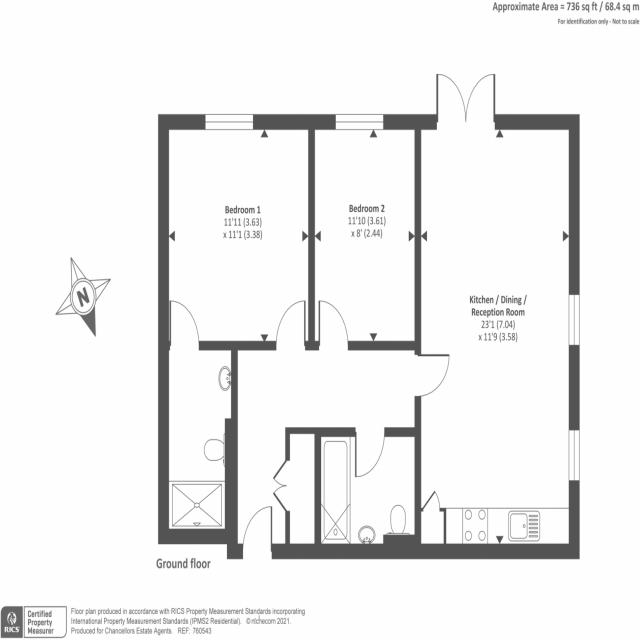 Approximate Area = 736 sq ft / 68.4 sq m
For identification only - Not to scale
Bedroom 1
11'11 (3.63)
x 11'1 (3.38)
Bedroom 2
11'10 (3.61)
x 8' (2.44)
Kitchen / Dining /
Reception Room
23'1 (7.04)
x 11'9 (3.58)
N
Ground floor
RICS
Certified
Property
Measurer
Floor plan produced in accordance with RICS Property Measurement Standards incorporating
International Property Measurement Standards (IPMS2 Residential). © nichecom 2021.
Produced for Chancellors Estate Agents. REF: 760543